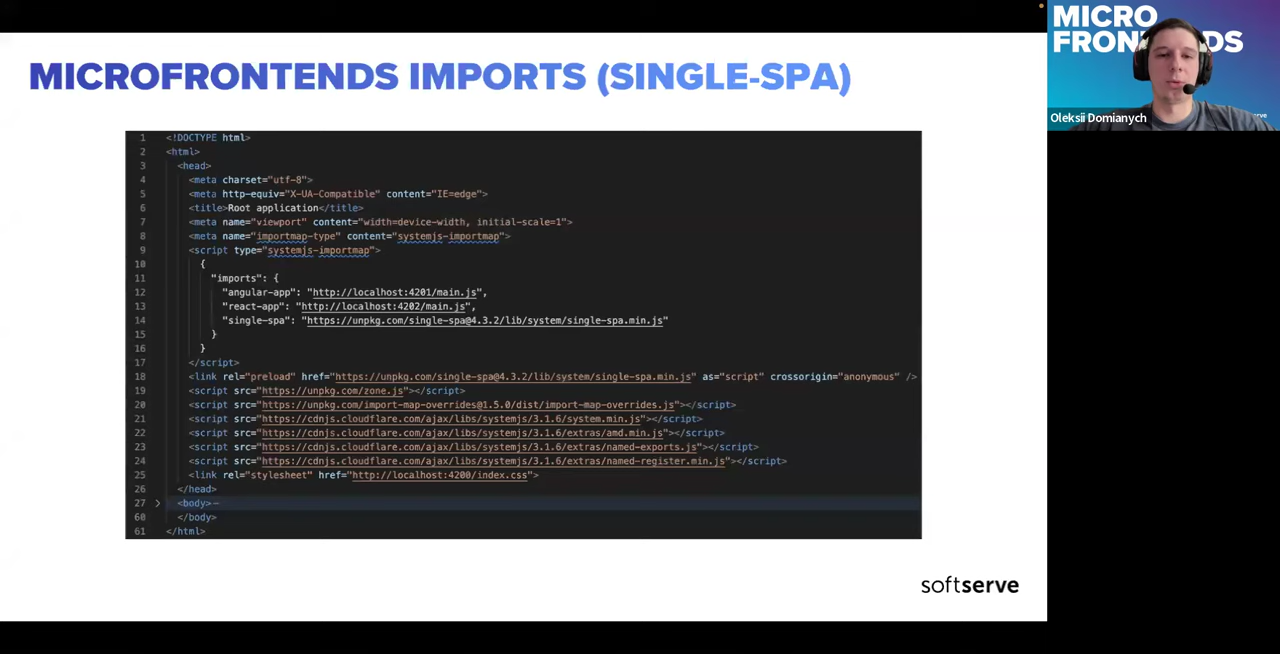 MICROFRONTENDS IMPORTS (SINGLE-SPA)
1 <!DOCTYPE html>
2 <html>
3 <head>
4 <meta charset="utf-8">
5 <meta http-equiv="X-UA-Compatible" content="IE=edge">
6 <title>Root application</title>
7 <meta name="viewport" content="width=device-width, initial-scale=1">
8 <meta name="importmap-type" content="systemjs-importmap">
9 <script type="systemjs-importmap">
10 {
11 "imports": {
12 "angular-app": "http://localhost:4201/main.js",
13 "react-app": "http://localhost:4202/main.js",
14 "single-spa": "https://unpkg.com/single-spa@4.3.2/lib/system/single-spa.min.js"
15 }
16 }
17 </script>
18 <link rel="preload" href="https://unpkg.com/single-spa@4.3.2/lib/system/single-spa.min.js" as="script" crossorigin="anonymous" />
19 <script src="https://unpkg.com/zone.js"></script>
20 <script src="https://unpkg.com/import-map-overrides@1.5.0/dist/import-map-overrides.js"></script>
21 <script src="https://cdnjs.cloudflare.com/ajax/libs/systemjs/3.1.6/system.min.js"></script>
22 <script src="https://cdnjs.cloudflare.com/ajax/libs/systemjs/3.1.6/extras/amd.min.js"></script>
23 <script src="https://cdnjs.cloudflare.com/ajax/libs/systemjs/3.1.6/extras/named-exports.js"></script>
24 <script src="https://cdnjs.cloudflare.com/ajax/libs/systemjs/3.1.6/extras/named-register.min.js"></script>
25 <link rel="stylesheet" href="http://localhost:4200/index.css">
26 </head>
27 <body>
60 </body>
61 </html>
softserve
MICRO
Oleksii Domianych